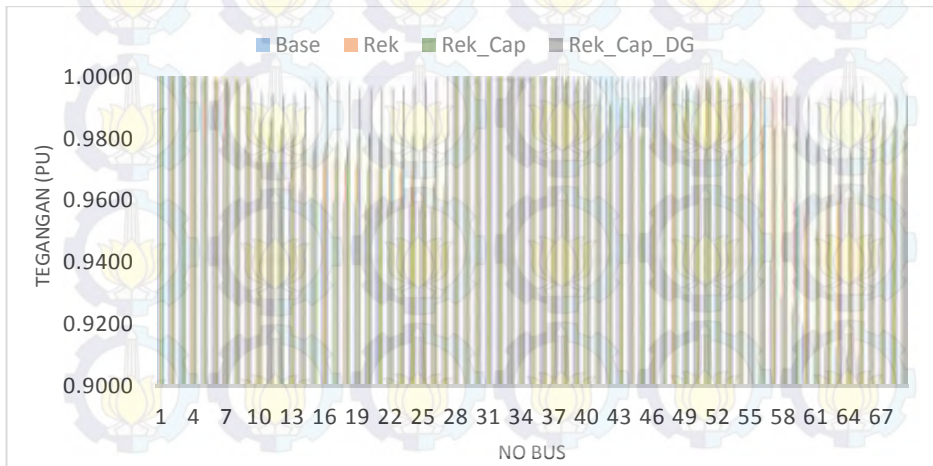 Base Rek Rek_Cap Rek_Cap_DG
1.0000
0.9800
0.9600
0.9400
0.9200
0.9000
TEGANGAN (PU)
1 4 7 10 13 16 19 22 25 28 31 34 37 40 43 46 49 52 55 58 61 64 67
NO BUS